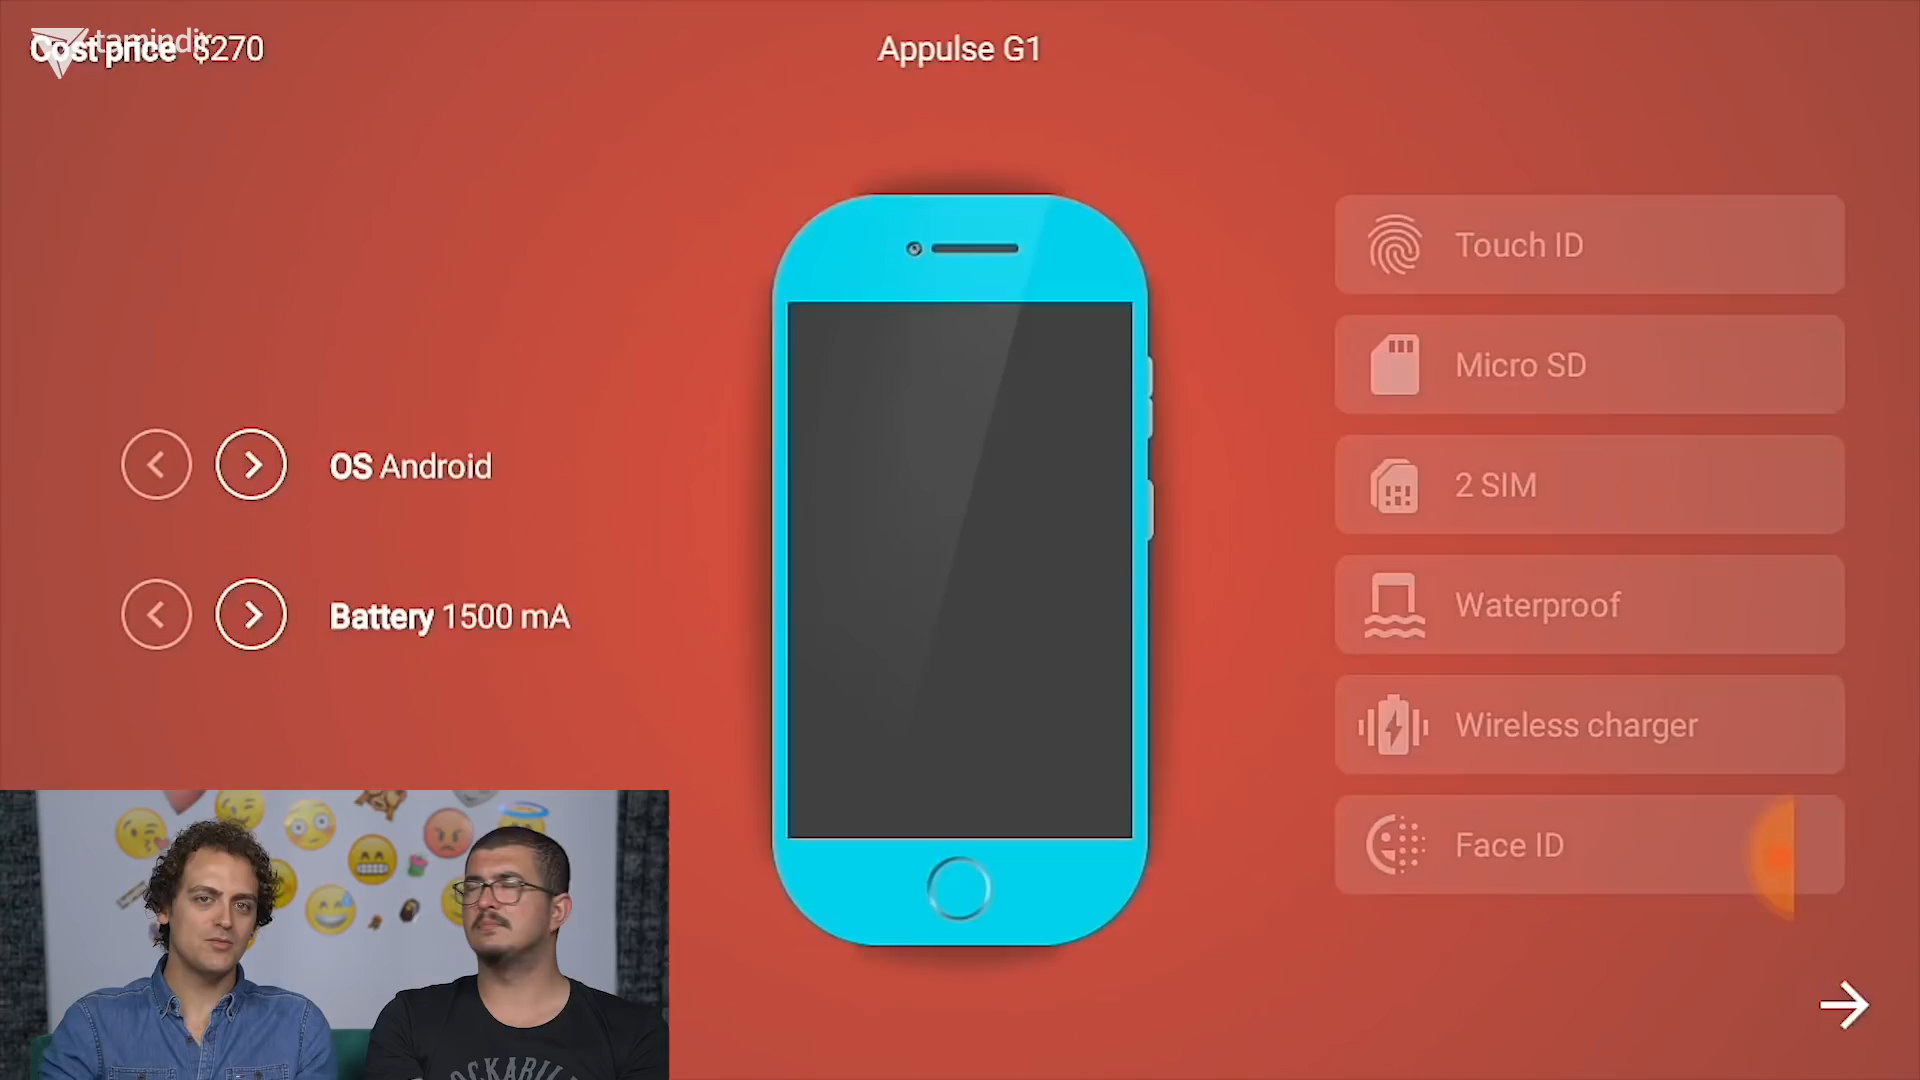 tamindir
Cost price $270
Appulse G1
Touch ID
Micro SD
2 SIM
OS Android
Waterproof
Battery 1500 mA
Wireless charger
Face ID